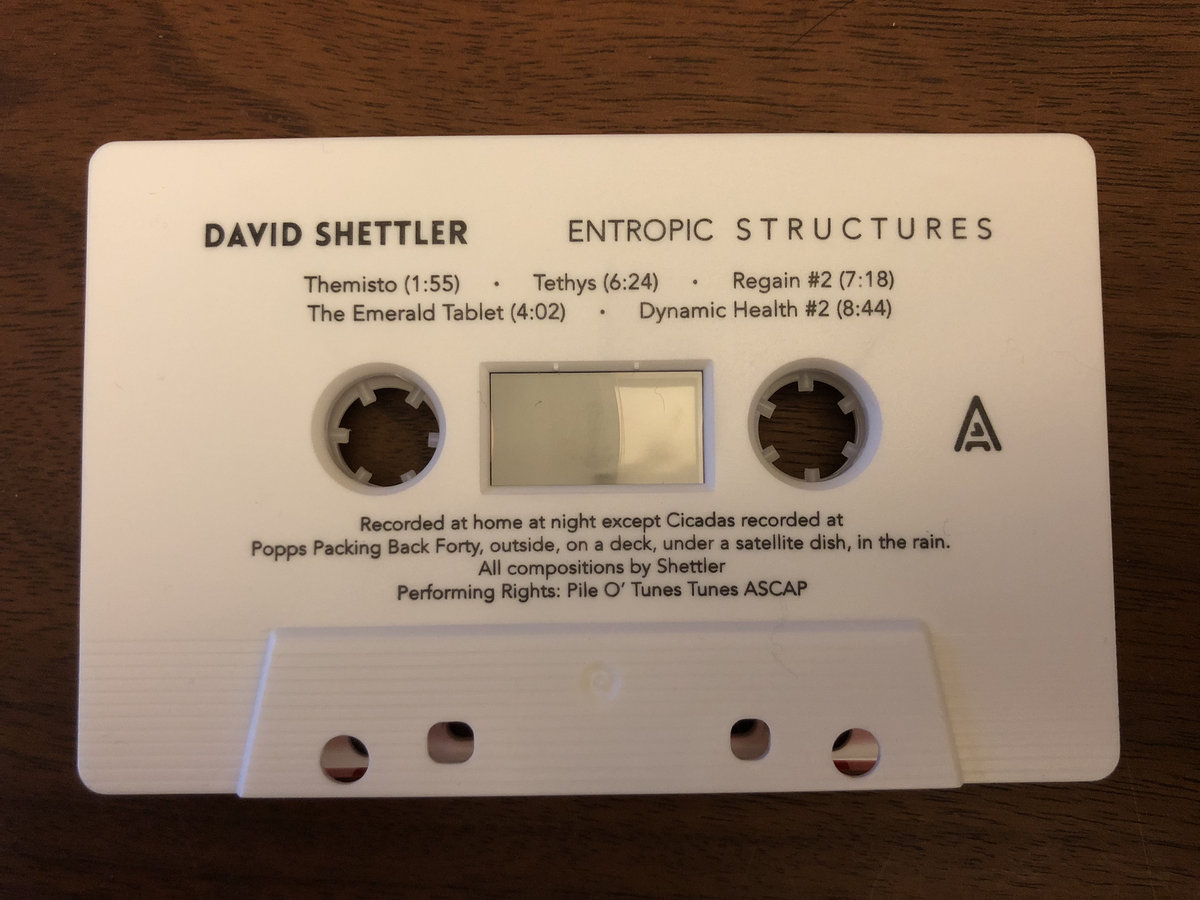 DAVID SHETTLER ENTROPIC STRUCTURES
Themisto (1:55) • Tethys (6:24) • Regain #2 (7:18)
The Emerald Tablet (4:02) • Dynamic Health #2 (8:44)
A
Recorded at home at night except Cicadas recorded at
Popps Packing Back Forty, outside, on a deck, under a satellite dish, in the rain.
All compositions by Shettler
Performing Rights: Pile O’ Tunes Tunes ASCAP